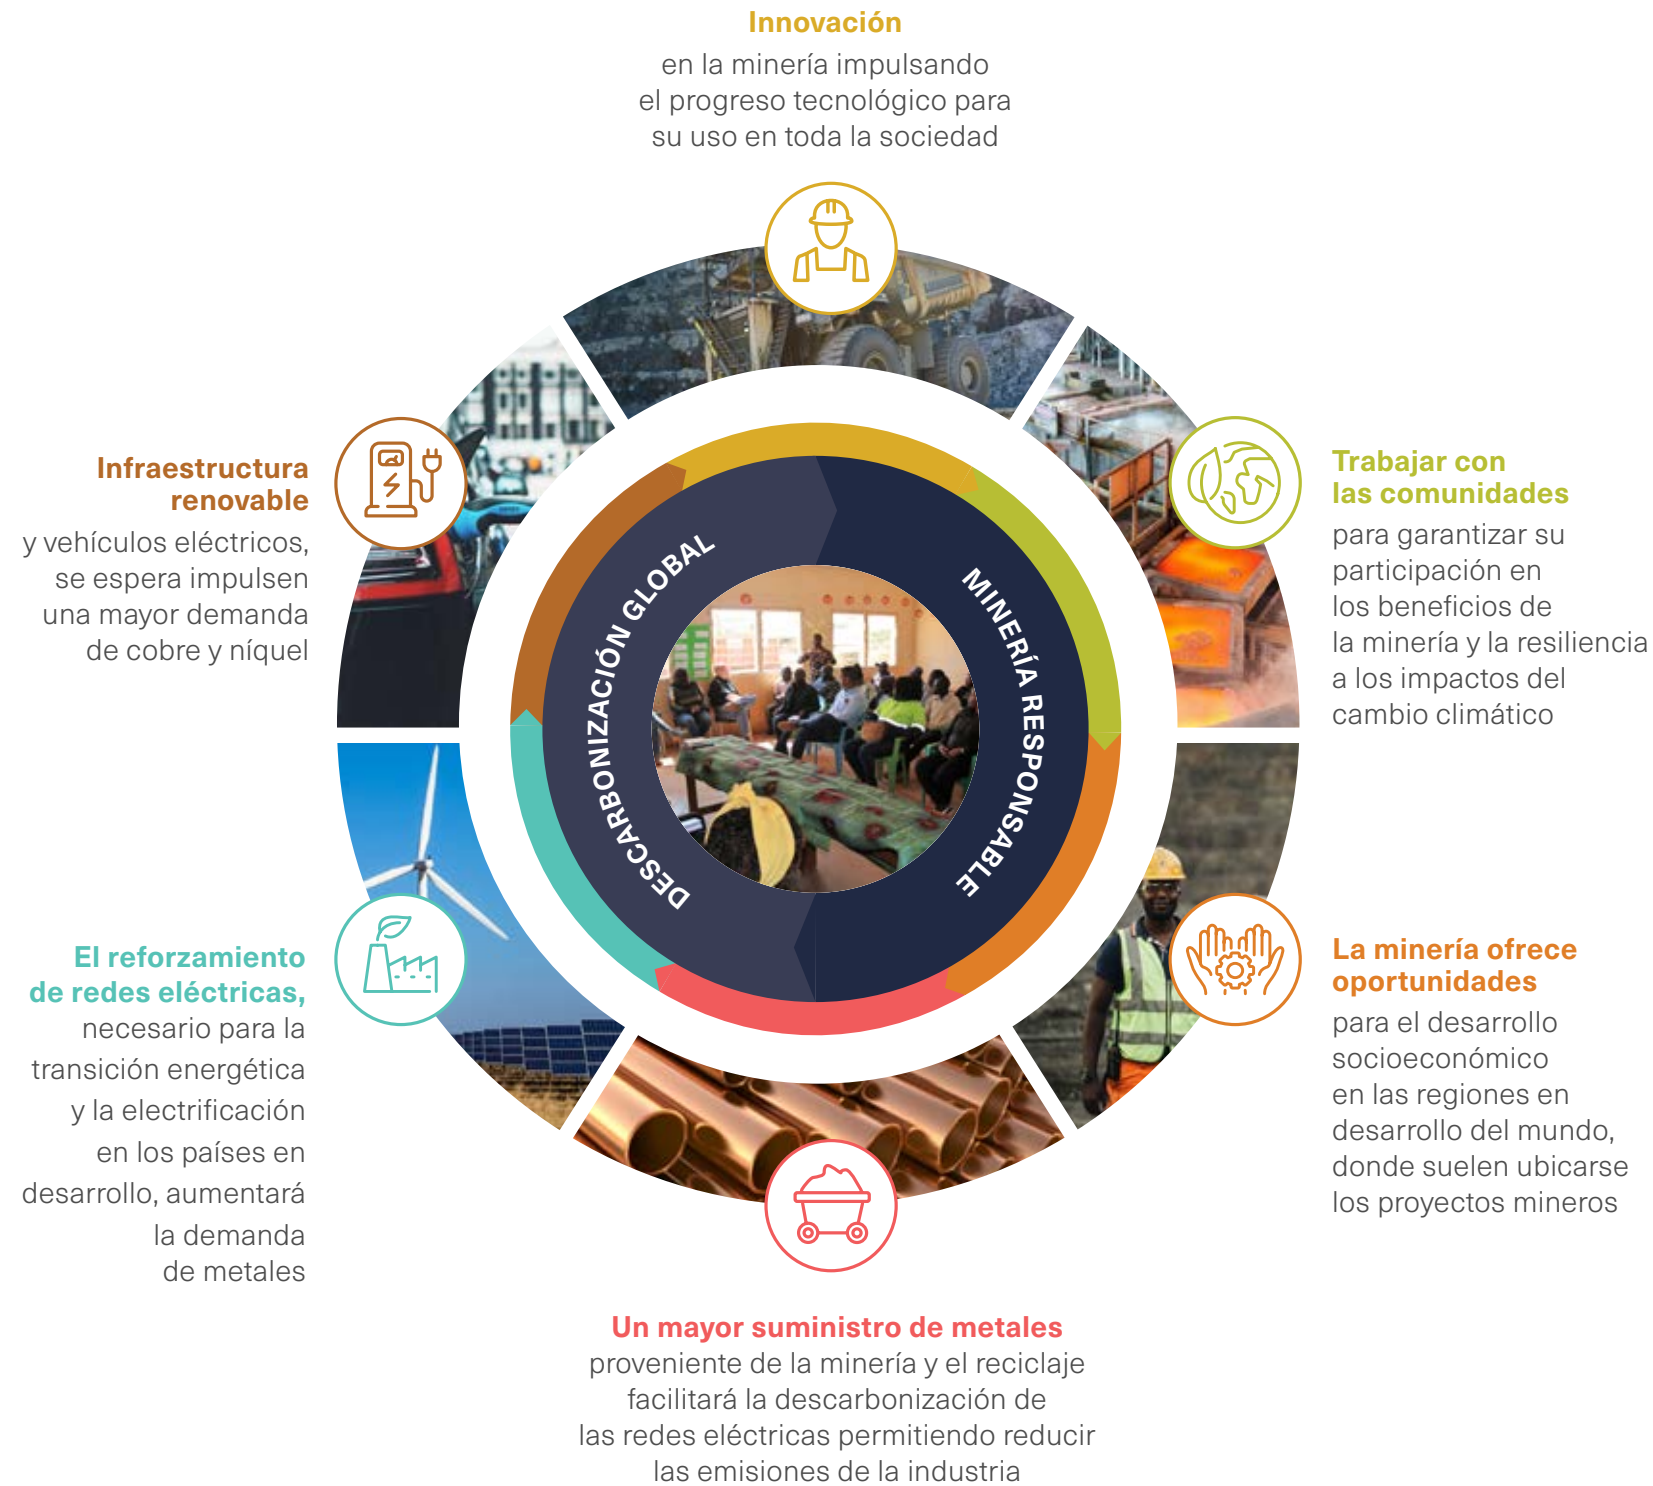 Innovación
en la minería impulsando
el progreso tecnológico para
su uso en toda la sociedad
Trabajar con
las comunidades
para garantizar su
participación en
los beneficios de
la minería y la resiliencia
a los impactos del
cambio climático
La minería ofrece
oportunidades
para el desarrollo
socioeconómico
en las regiones en
desarrollo del mundo,
donde suelen ubicarse
los proyectos mineros
Un mayor suministro de metales
proveniente de la minería y el reciclaje
facilitará la descarbonización de
las redes eléctricas permitiendo reducir
las emisiones de la industria
El reforzamiento
de redes eléctricas,
necesario para la
transición energética
y la electrificación
en los países en
desarrollo, aumentará
la demanda
de metales
Infraestructura
renovable
y vehículos eléctricos,
se espera impulsen
una mayor demanda
de cobre y níquel
DESCARBONIZACIÓN GLOBAL
MINERÍA RESPONSABLE